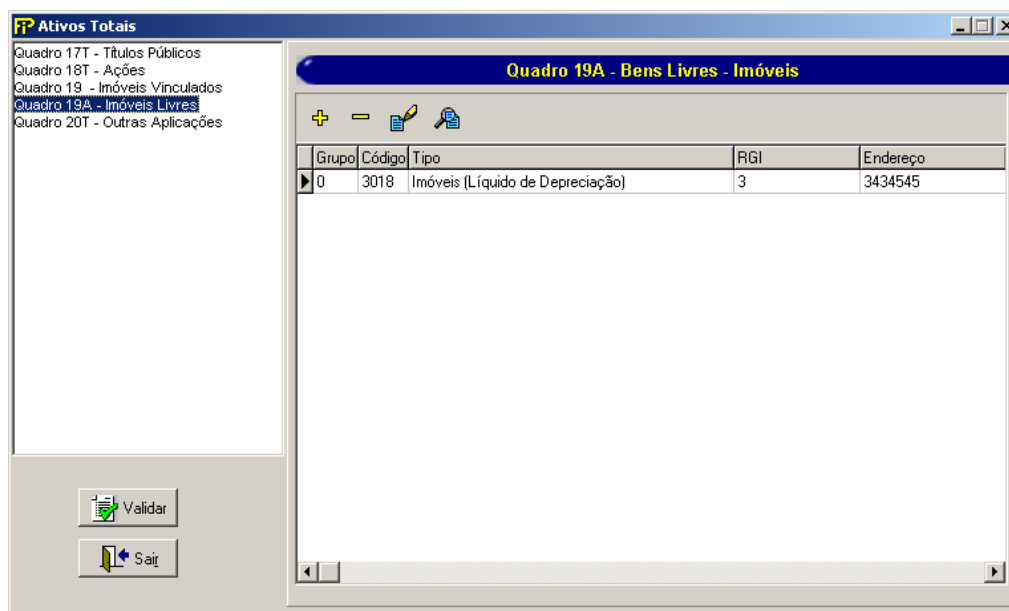 FiP Ativos Totais
Quadro 17T - Títulos Públicos
Quadro 18T - Ações
Quadro 19  - Imóveis Vinculados
Quadro 19A - Imóveis Livres
Quadro 20T - Outras Aplicações
Quadro 19A - Bens Livres - Imóveis
Grupo Código Tipo RGI Endereço
0 3018 Imóveis (Líquido de Depreciação) 3 3434545
Validar
Sair